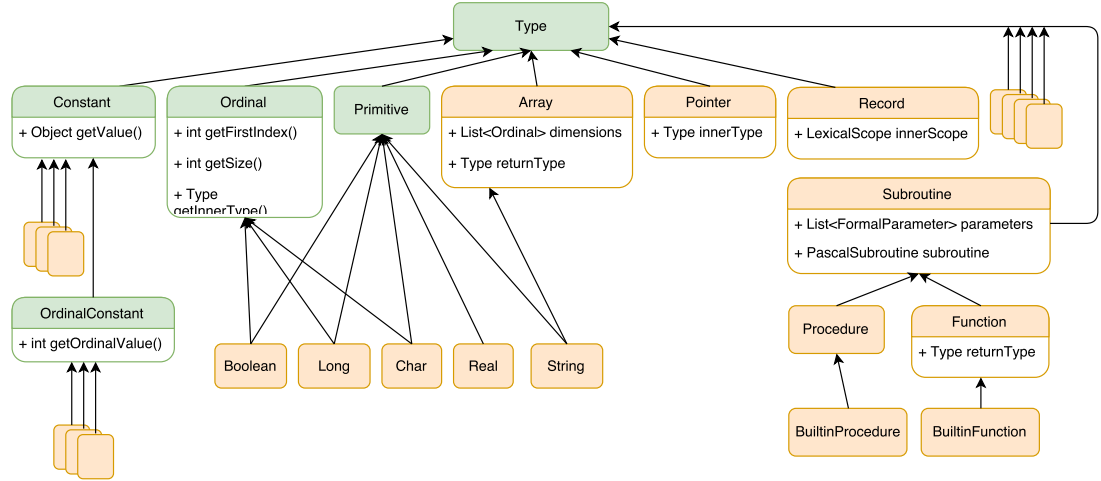 Type
Constant
+ Object getValue()
Ordinal
+ int getFirstIndex()
+ int getSize()
+ Type
getInnerType()
Primitive
Array
+ List<Ordinal> dimensions
+ Type returnType
Pointer
+ Type innerType
Record
+ LexicalScope innerScope
Subroutine
+ List<FormalParameter> parameters
+ PascalSubroutine subroutine
OrdinalConstant
+ int getOrdinalValue()
Boolean
Long
Char
Real
String
Procedure
Function
+ Type returnType
BuiltinProcedure
BuiltinFunction